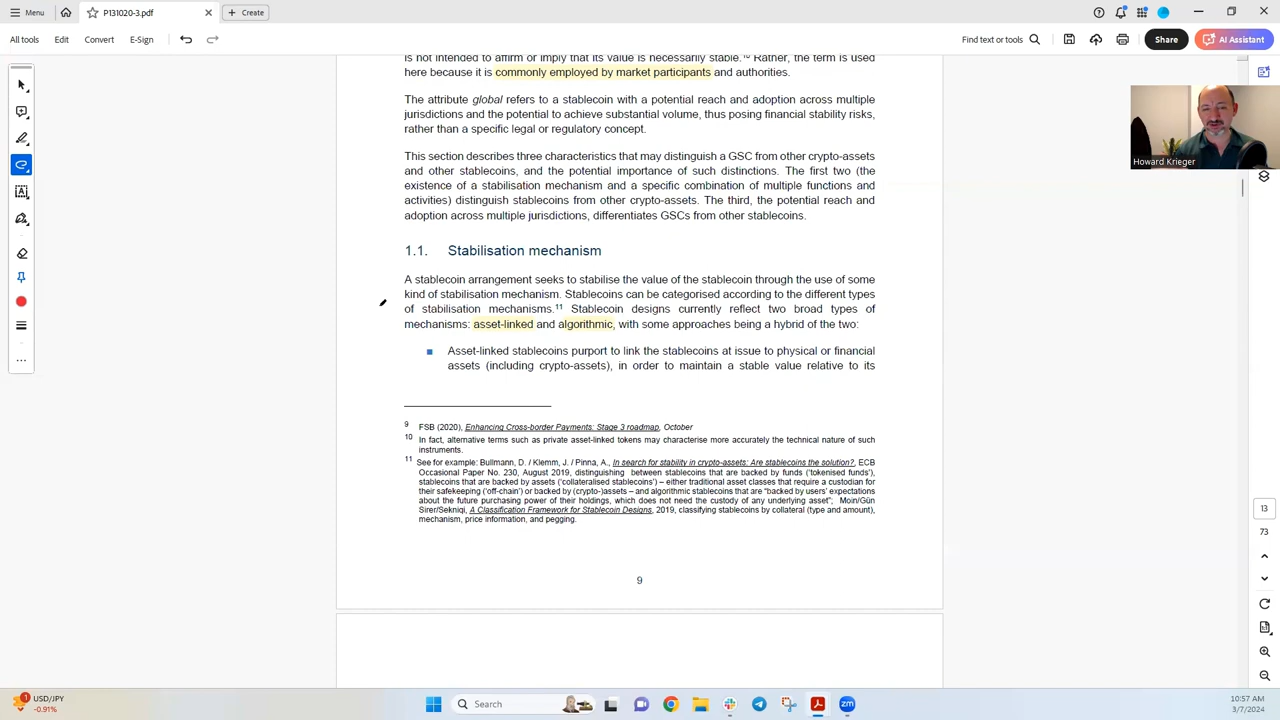 Menu
P131020-3.pdf
Create
All tools Edit Convert E-Sign
Find text or tools
Share
AI Assistant
is not intended to affirm or imply that its value is necessarily stable.10 Rather, the term is used
here because it is commonly employed by market participants and authorities.
The attribute global refers to a stablecoin with a potential reach and adoption across multiple
jurisdictions and the potential to achieve substantial volume, thus posing financial stability risks,
rather than a specific legal or regulatory concept.
This section describes three characteristics that may distinguish a GSC from other crypto-assets
and other stablecoins, and the potential importance of such distinctions. The first two (the
existence of a stabilisation mechanism and a specific combination of multiple functions and
activities) distinguish stablecoins from other crypto-assets. The third, the potential reach and
adoption across multiple jurisdictions, differentiates GSCs from other stablecoins.
1.1. Stabilisation mechanism
A stablecoin arrangement seeks to stabilise the value of the stablecoin through the use of some
kind of stabilisation mechanism. Stablecoins can be categorised according to the different types
of stabilisation mechanisms.11 Stablecoin designs currently reflect two broad types of
mechanisms: asset-linked and algorithmic, with some approaches being a hybrid of the two:
Asset-linked stablecoins purport to link the stablecoins at issue to physical or financial
assets (including crypto-assets), in order to maintain a stable value relative to its
9 FSB (2020), Enhancing Cross-border Payments: Stage 3 roadmap, October
10 In fact, alternative terms such as private asset-linked tokens may characterise more accurately the technical nature of such
instruments.
11 See for example: Bullmann, D. / Klemm, J. / Pinna, A., In search for stability in crypto-assets: Are stablecoins the solution?, ECB
Occasional Paper No. 230, August 2019, distinguishing between stablecoins that are backed by funds ('tokenised funds'),
stablecoins that are backed by assets ('collateralised stablecoins') – either traditional asset classes that require a custodian for
their safekeeping ('off-chain') or backed by (crypto-)assets – and algorithmic stablecoins that are "backed by users' expectations
about the future purchasing power of their holdings, which does not need the custody of any underlying asset"; Moin/Gün
Sirer/Sekniqi, A Classification Framework for Stablecoin Designs, 2019, classifying stablecoins by collateral (type and amount),
mechanism, price information, and pegging.
9
Howard Krieger
13
73
1
USD/JPY
-0.91%
Search
zm
10:57 AM
3/7/2024